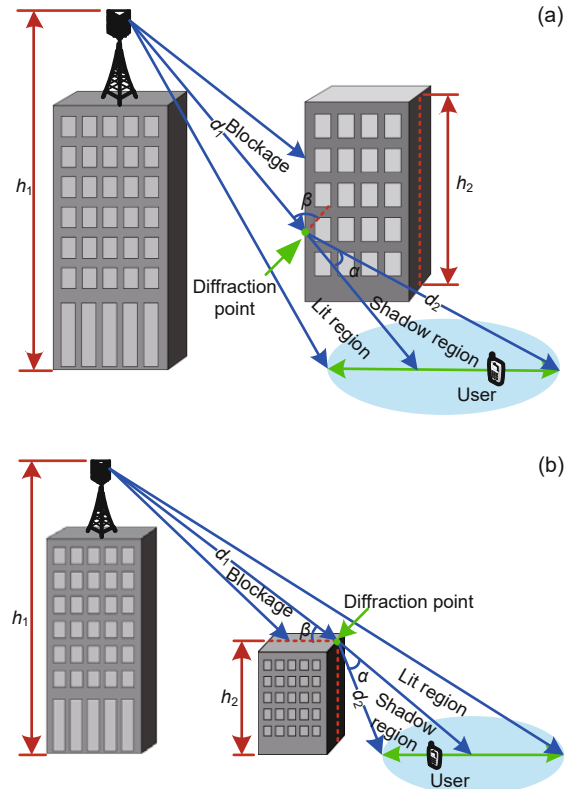 (a)
h1
d1
Blockage
h2
β
α
Diffraction
point
d2
Lit region
Shadow region
User
(b)
h1
d1
Blockage
Diffraction point
β
h2
α
d2
Lit region
Shadow
region
User